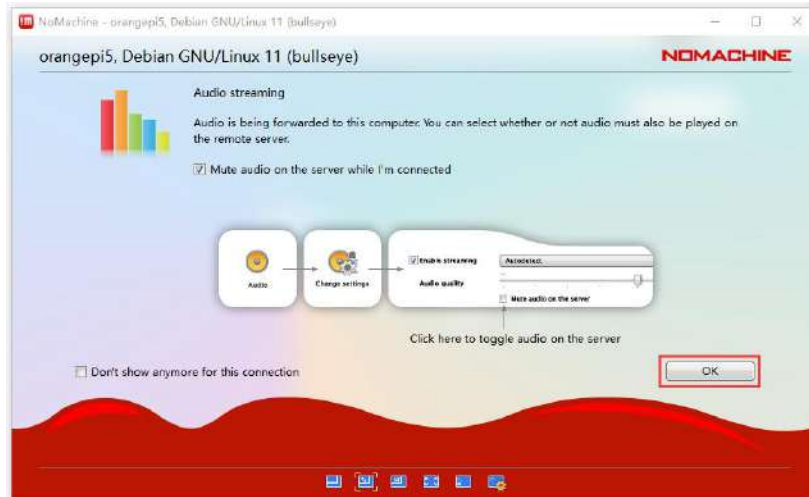 NoMachine - orangepi5, Debian GNU/Linux 11 (bullseye)
orangepi5, Debian GNU/Linux 11 (bullseye)
NOMACHINE
Audio streaming
Audio is being forwarded to this computer. You can select whether or not audio must also be played on
the remote server.
Mute audio on the server while I'm connected
Audio
Change settings
Enable streaming
Autodetect
Audio quality
Mute audio on the server
Click here to toggle audio on the server
Don't show anymore for this connection
OK